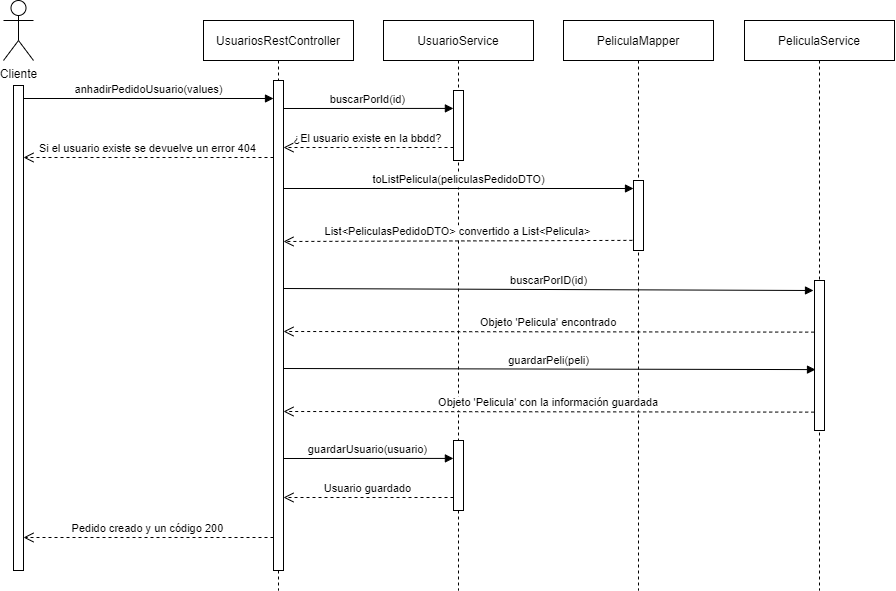 UsuariosRestController
UsuarioService
PeliculaMapper
PeliculaService
Cliente
anhadirPedidoUsuario(values)
buscarPorId(id)
¿El usuario existe en la bbdd?
Si el usuario existe se devuelve un error 404
toListPelicula(peliculasPedidoDTO)
List<PeliculasPedidoDTO> convertido a List<Pelicula>
buscarPorID(id)
Objeto 'Pelicula' encontrado
guardarPeli(peli)
Objeto 'Pelicula' con la información guardada
guardarUsuario(usuario)
Usuario guardado
Pedido creado y un código 200